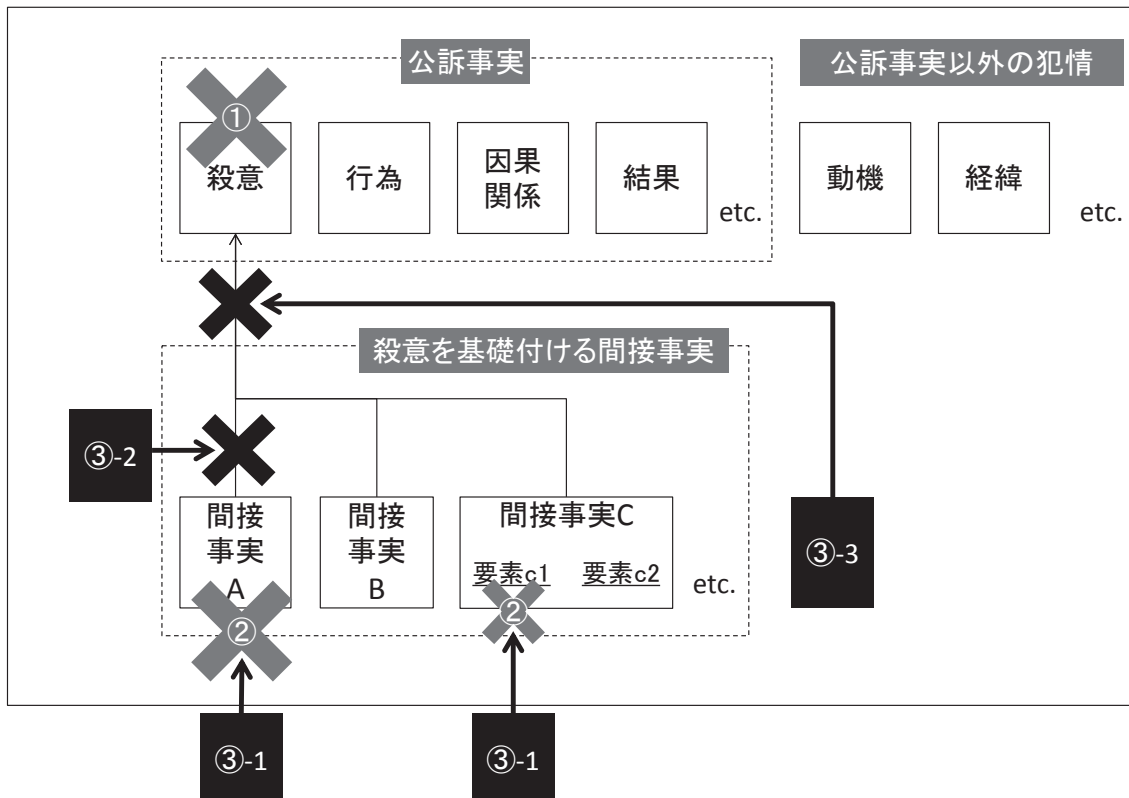 公訴事実
公訴事実以外の犯情
①
殺意
行為
因果
関係
結果
etc.
動機
経緯
etc.
殺意を基礎付ける間接事実
③-2
間接
事実
A
間接
事実
B
間接事実C
要素c1 要素c2
etc.
③-3
②
②
③-1
③-1